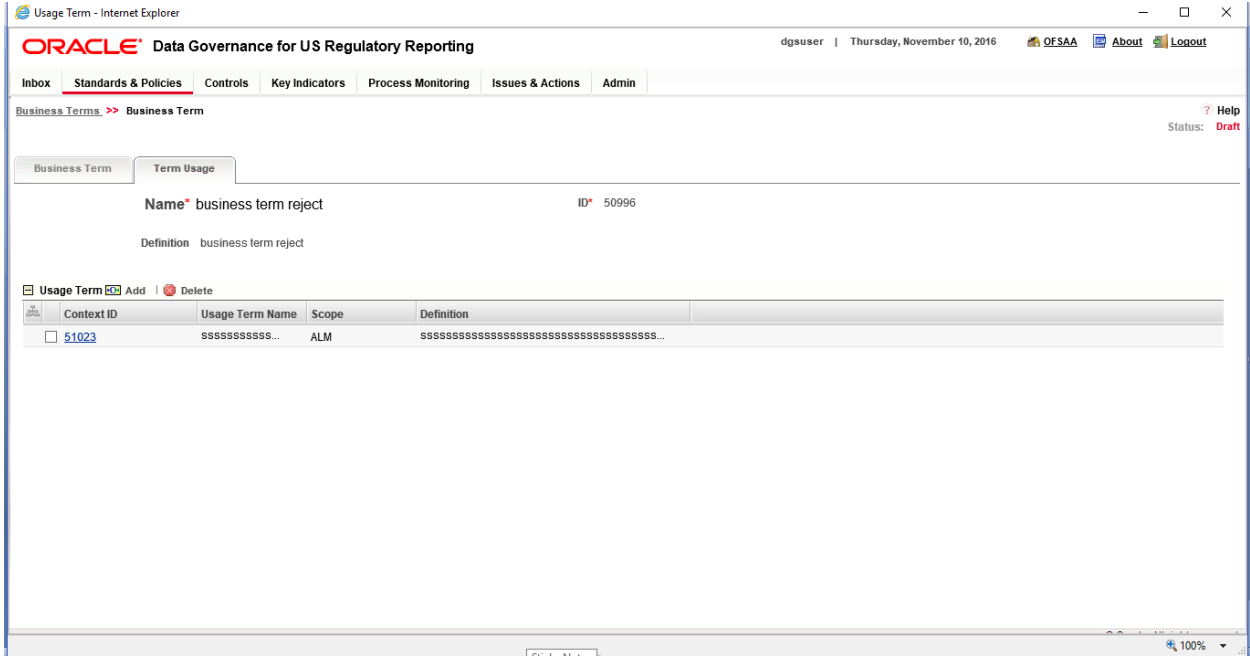 Usage Term - Internet Explorer
ORACLE Data Governance for US Regulatory Reporting dgsuser | Thursday, November 10, 2016 OFSAA About Logout
Inbox Standards & Policies Controls Key Indicators Process Monitoring Issues & Actions Admin
Business Terms >> Business Term ? Help
Status: Draft
Business Term Term Usage
Name* business term reject ID* 50996
Definition business term reject
Usage Term Add | Delete
Context ID Usage Term Name Scope Definition
51023 sssssssssss... ALM sssssssssssssssssssssssssssssssssssss...
100%